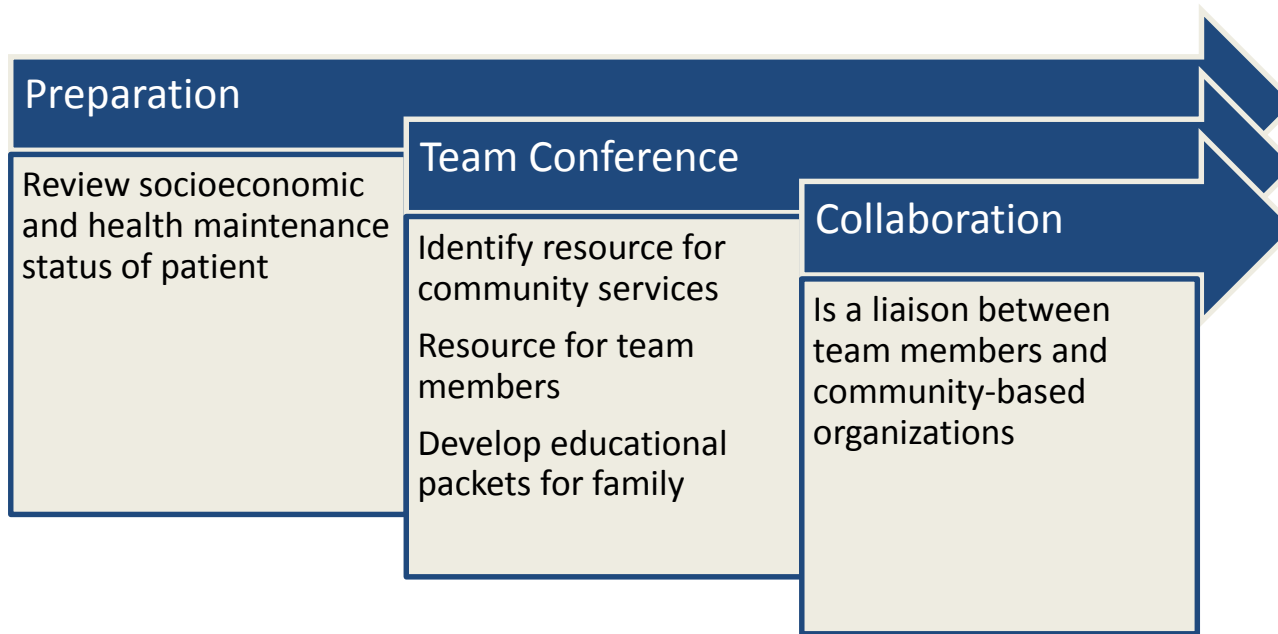 Preparation
Review socioeconomic
and health maintenance
status of patient
Team Conference
Identify resource for
community services
Resource for team
members
Develop educational
packets for family
Collaboration
Is a liaison between
team members and
community-based
organizations